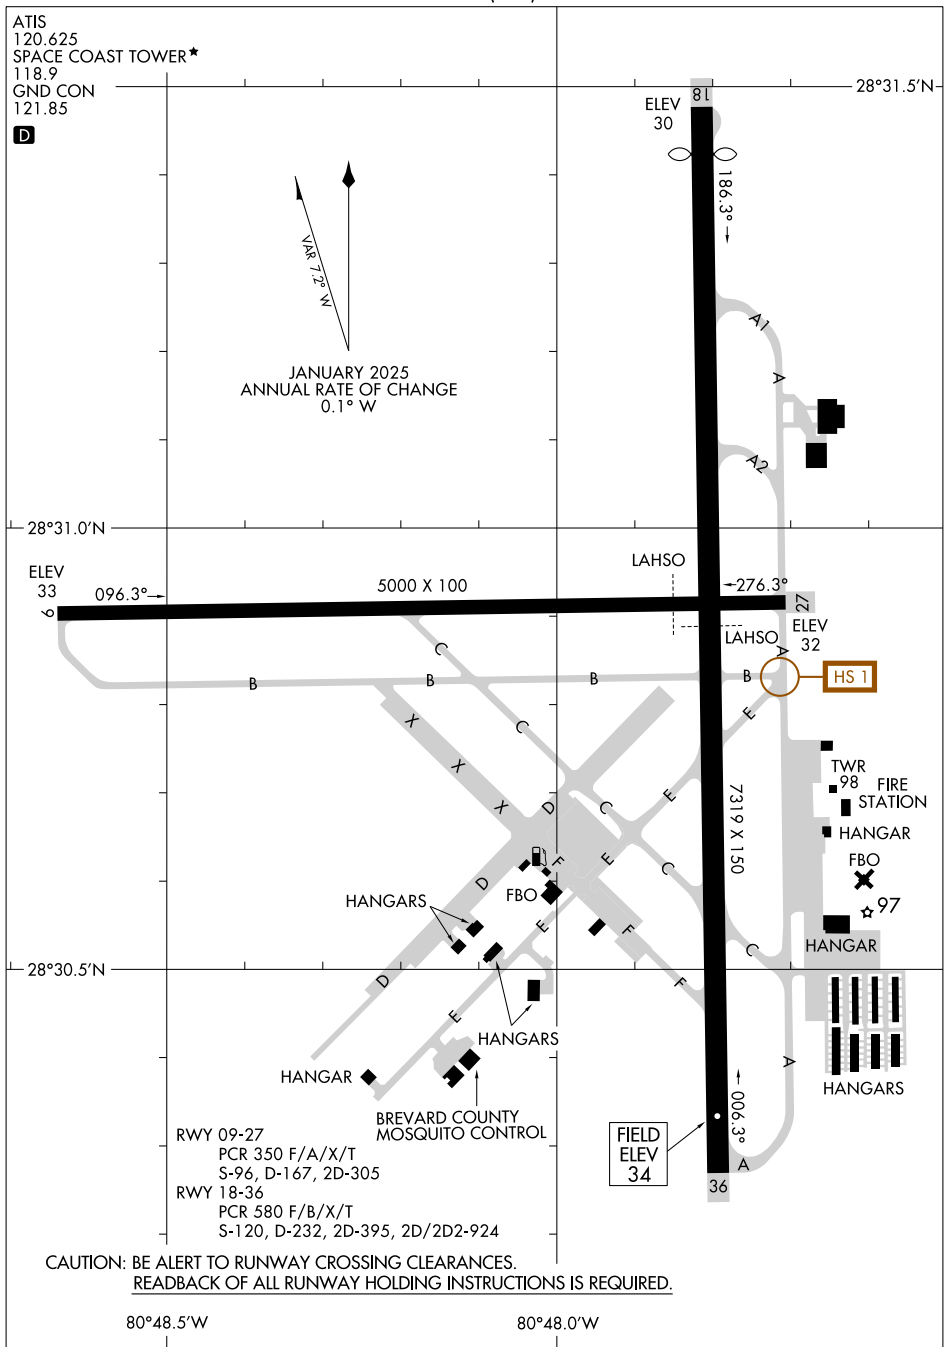 ATIS
120.625
SPACE COAST TOWER★
118.9
GND CON
121.85
D
28°31.5'N
18
ELEV
30
186.3°
VAR 7.2° W
JANUARY 2025
ANNUAL RATE OF CHANGE
0.1° W
A1
A
A2
28°31.0'N
LAHSO
ELEV
33
096.3°
5000 X 100
276.3°
9
27
LAHSO
ELEV
32
A
C
B
B
B
B
HS 1
X
C
E
X
TWR
98
FIRE
STATION
E
7319 X 150
X
D
C
HANGAR
E
F
FBO
C
D
FBO
97
HANGARS
E
F
C
HANGAR
28°30.5'N
D
F
E
HANGARS
A
HANGAR
HANGARS
BREVARD COUNTY
MOSQUITO CONTROL
006.3°
FIELD
ELEV
34
A
36
RWY 09-27
PCR 350 F/A/X/T
S-96, D-167, 2D-305
RWY 18-36
PCR 580 F/B/X/T
S-120, D-232, 2D-395, 2D/2D2-924
CAUTION: BE ALERT TO RUNWAY CROSSING CLEARANCES.
READBACK OF ALL RUNWAY HOLDING INSTRUCTIONS IS REQUIRED.
80°48.5'W
80°48.0'W